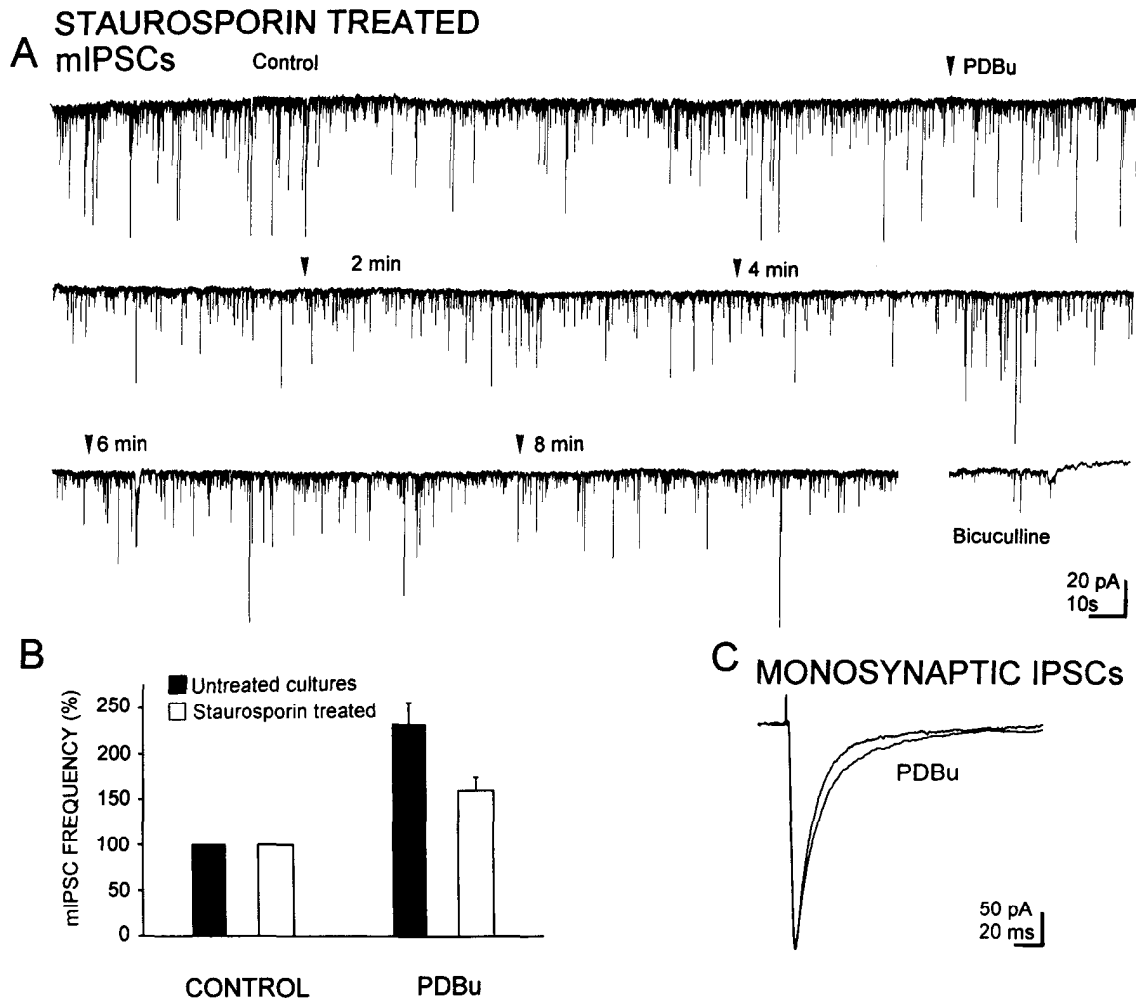 STAUROSPORIN TREATED
A mIPSCs
Control
PDBu
2 min
4 min
6 min
8 min
Bicuculline
20 pA
10s
B
Untreated cultures
Staurosporin treated
mIPSC FREQUENCY (%)
250
200
150
100
50
0
CONTROL
PDBu
C MONOSYNAPTIC IPSCs
PDBu
50 pA
20 ms